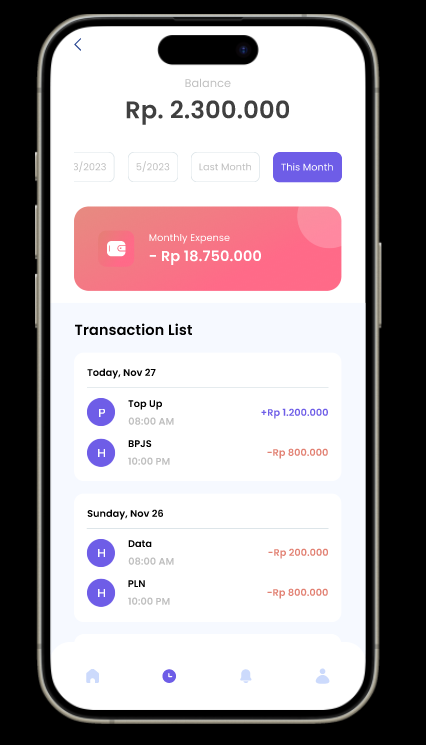 Balance
Rp. 2.300.000
3/2023
5/2023
Last Month
This Month
Monthly Expense
- Rp 18.750.000
Transaction List
Today, Nov 27
P
Top Up
08:00 AM
+Rp 1.200.000
H
BPJS
10:00 PM
-Rp 800.000
Sunday, Nov 26
H
Data
08:00 AM
-Rp 200.000
H
PLN
10:00 PM
-Rp 800.000